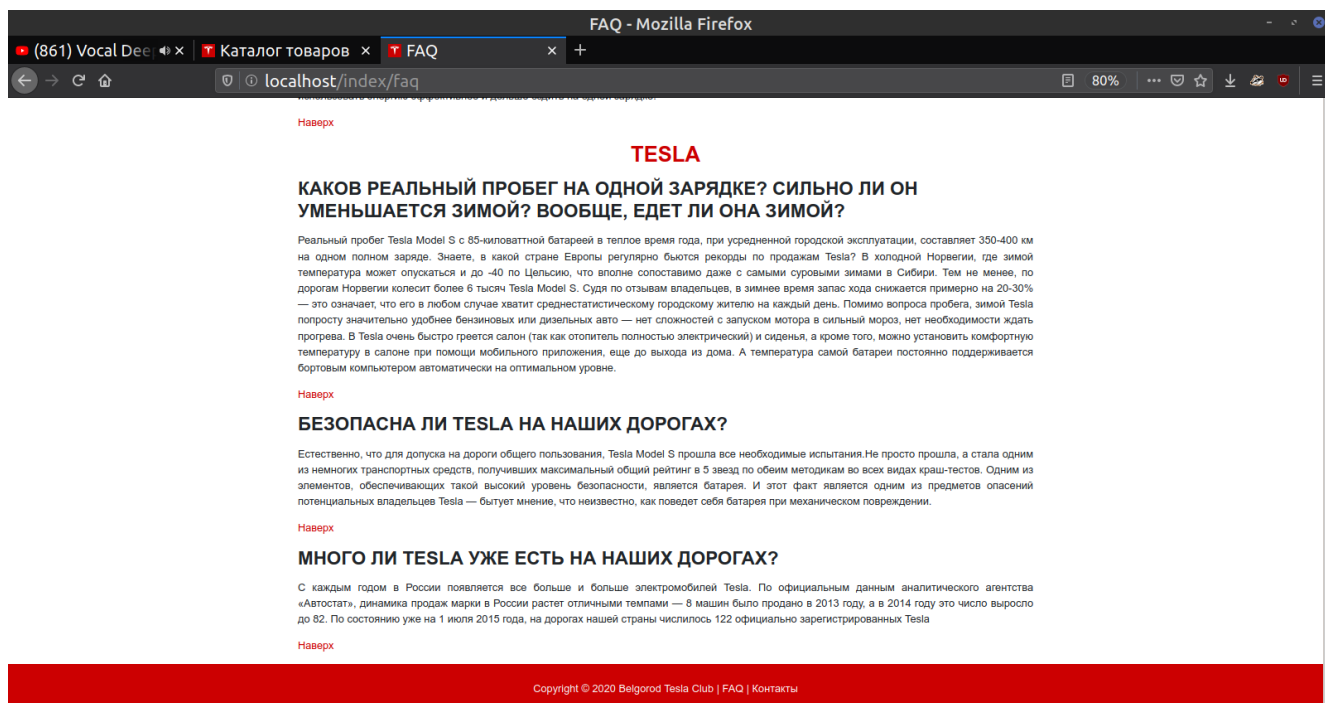 FAQ - Mozilla Firefox
(861) Vocal Dee
Каталог товаров
FAQ
localhost/index/faq
80%
Наверх
TESLA
КАКОВ РЕАЛЬНЫЙ ПРОБЕГ НА ОДНОЙ ЗАРЯДКЕ? СИЛЬНО ЛИ ОН
УМЕНЬШАЕТСЯ ЗИМОЙ? ВООБЩЕ, ЕДЕТ ЛИ ОНА ЗИМОЙ?
Реальный пробег Tesla Model S с 85-киловаттной батареей в теплое время года, при усредненной городской эксплуатации, составляет 350-400 км
на одном полном заряде. Знаете, в какой стране Европы регулярно бьются рекорды по продажам Tesla? В холодной Норвегии, где зимой
температура может опускаться и до -40 по Цельсию, что вполне сопоставимо даже с самыми суровыми зимами в Сибири. Тем не менее, по
дорогам Норвегии колесит более 6 тысяч Tesla Model S. Судя по отзывам владельцев, в зимнее время запас хода снижается примерно на 20-30%
— это означает, что его в любом случае хватит среднестатистическому городскому жителю на каждый день. Помимо вопроса пробега, зимой Tesla
попросту значительно удобнее бензиновых или дизельных авто — нет сложностей с запуском мотора в сильный мороз, нет необходимости ждать
прогрева. В Tesla очень быстро греется салон (так как отопитель полностью электрический) и сиденья, а кроме того, можно установить комфортную
температуру в салоне при помощи мобильного приложения, еще до выхода из дома. А температура самой батареи постоянно поддерживается
бортовым компьютером автоматически на оптимальном уровне.
Наверх
БЕЗОПАСНА ЛИ TESLA НА НАШИХ ДОРОГАХ?
Естественно, что для допуска на дороги общего пользования, Tesla Model S прошла все необходимые испытания.Не просто прошла, а стала одним
из немногих транспортных средств, получивших максимальный общий рейтинг в 5 звезд по обеим методикам во всех видах краш-тестов. Одним из
элементов, обеспечивающих такой высокий уровень безопасности, является батарея. И этот факт является одним из предметов опасений
потенциальных владельцев Tesla — бытует мнение, что неизвестно, как поведет себя батарея при механическом повреждении.
Наверх
МНОГО ЛИ TESLA УЖЕ ЕСТЬ НА НАШИХ ДОРОГАХ?
С каждым годом в России появляется все больше и больше электромобилей Tesla. По официальным данным аналитического агентства
«Автостат», динамика продаж марки в России растет отличными темпами — 8 машин было продано в 2013 году, а в 2014 году это число выросло
до 82. По состоянию уже на 1 июля 2015 года, на дорогах нашей страны числилось 122 официально зарегистрированных Tesla
Наверх
Copyright © 2020 Belgorod Tesla Club | FAQ | Контакты